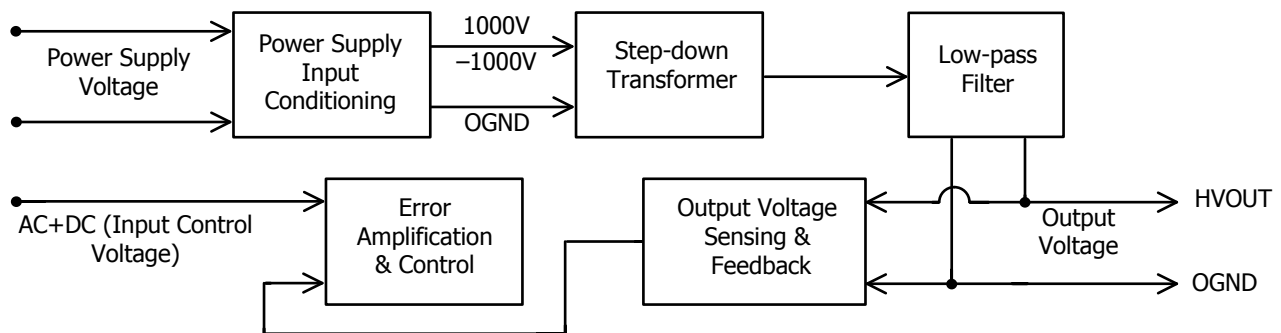 Power Supply
Voltage
Power Supply
Input
Conditioning
1000V
−1000V
OGND
Step-down
Transformer
Low-pass
Filter
AC+DC (Input Control
Voltage)
Error
Amplification
& Control
Output Voltage
Sensing &
Feedback
Output
Voltage
HVOUT
OGND